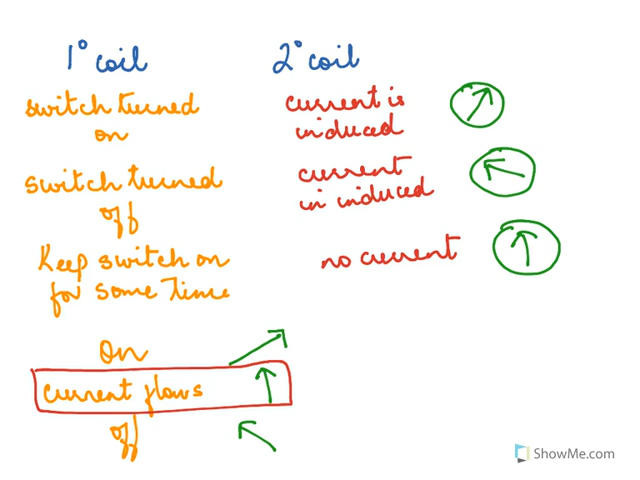 1° coil 2° coil
switch turned on current is induced
switch turned off current in induced
Keep switch on for some Time no current
On
current flows
off
ShowMe.com